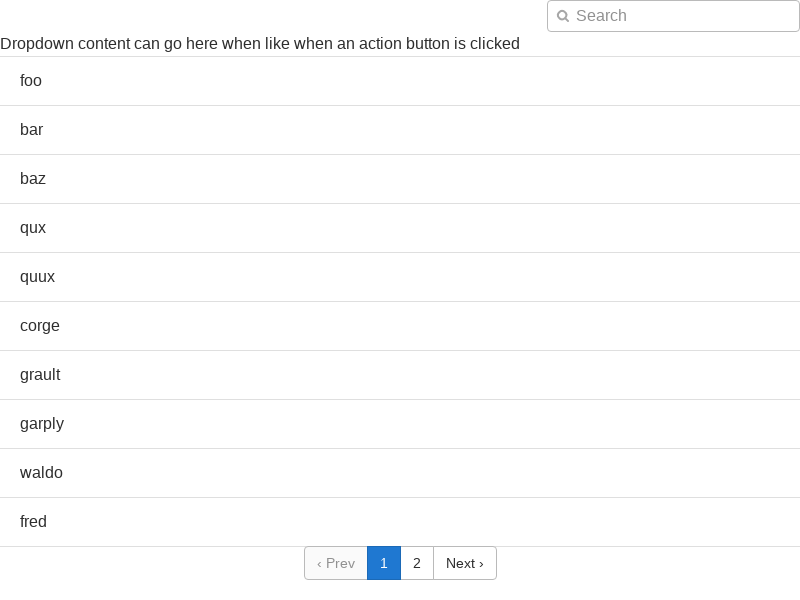 Search
Dropdown content can go here when like when an action button is clicked
foo
bar
baz
qux
quux
corge
grault
garply
waldo
fred
‹ Prev 1 2 Next ›